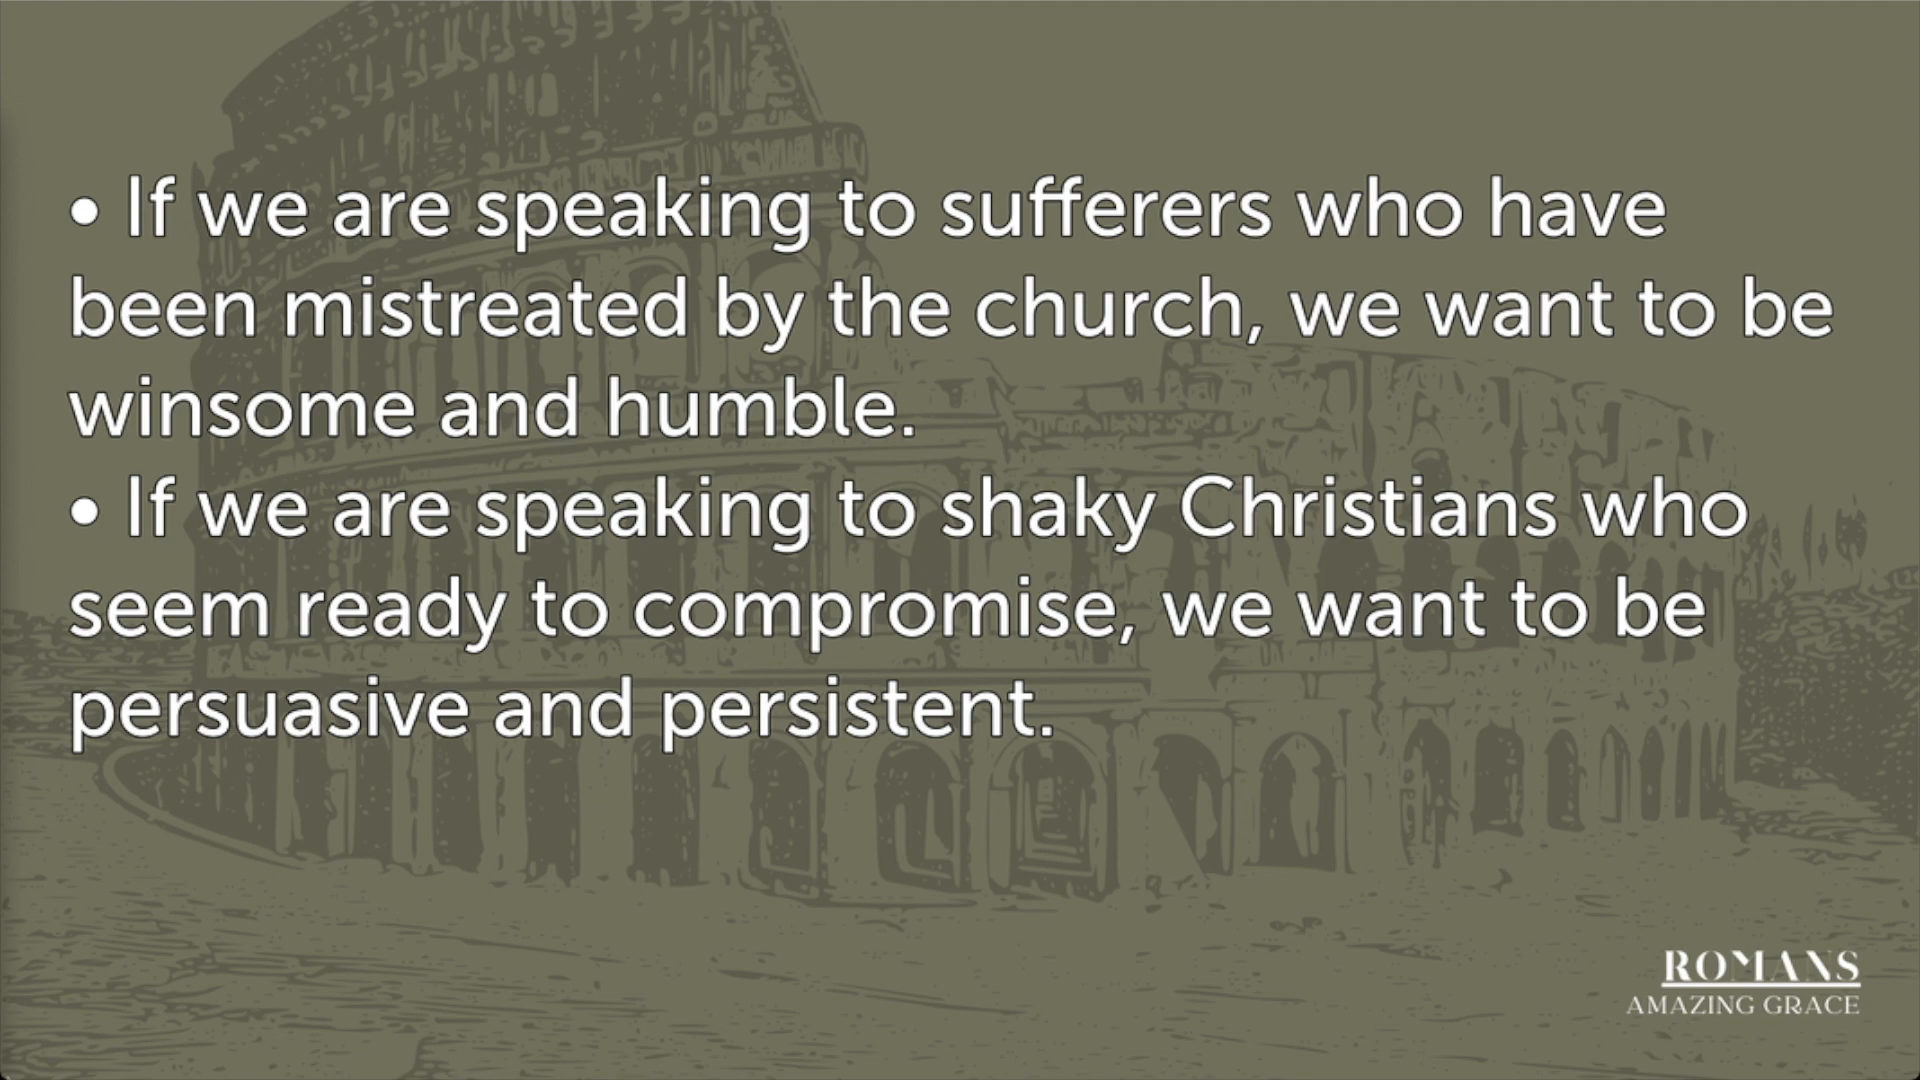 • If we are speaking to sufferers who have
been mistreated by the church, we want to be
winsome and humble.
• If we are speaking to shaky Christians who
seem ready to compromise, we want to be
persuasive and persistent.
ROMANS
AMAZING GRACE